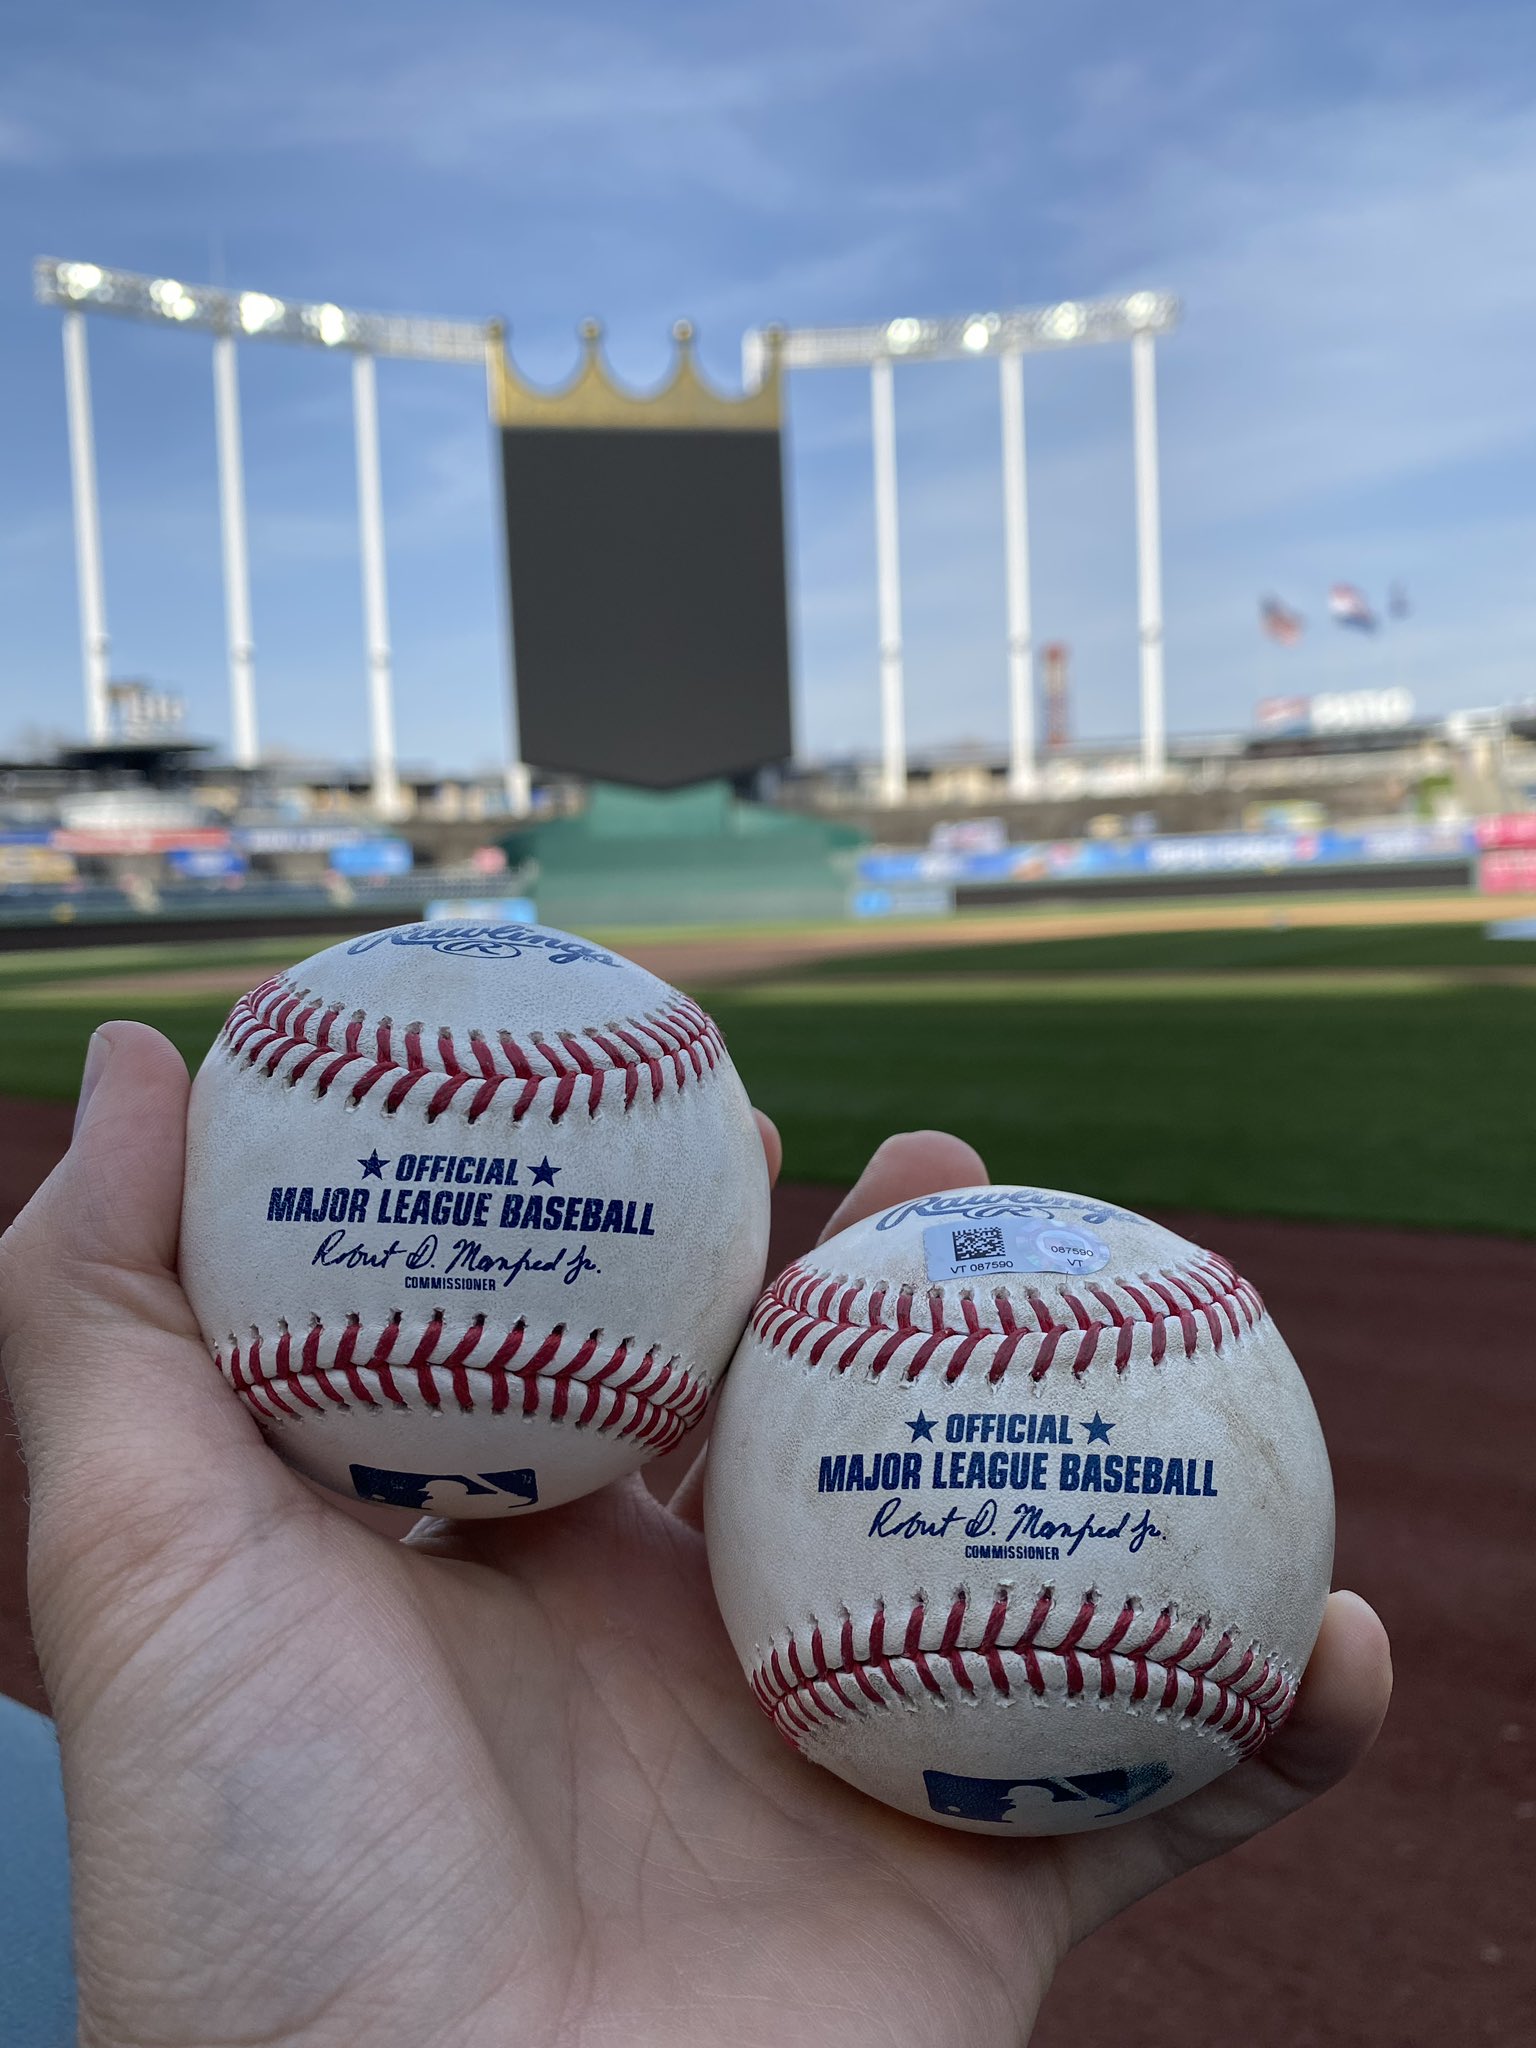 Rawlings
R
★ OFFICIAL ★
MAJOR LEAGUE BASEBALL
Robert D. Manfred Jr.
COMMISSIONER
Rawlings
R
VT 087590
087590
VT
★ OFFICIAL ★
MAJOR LEAGUE BASEBALL
Robert D. Manfred Jr.
COMMISSIONER